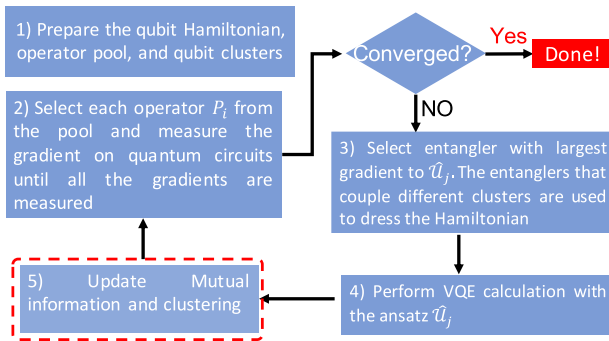 1) Prepare the qubit Hamiltonian,
operator pool, and qubit clusters
Converged?
Yes
Done!
2) Select each operator P_i from
the pool and measure the
gradient on quantum circuits
until all the gradients are
measured
NO
3) Select entangler with largest
gradient to Û_j. The entanglers that
couple different clusters are used
to dress the Hamiltonian
4) Perform VQE calculation with
the ansatz Û_j
5) Update Mutual
information and clustering